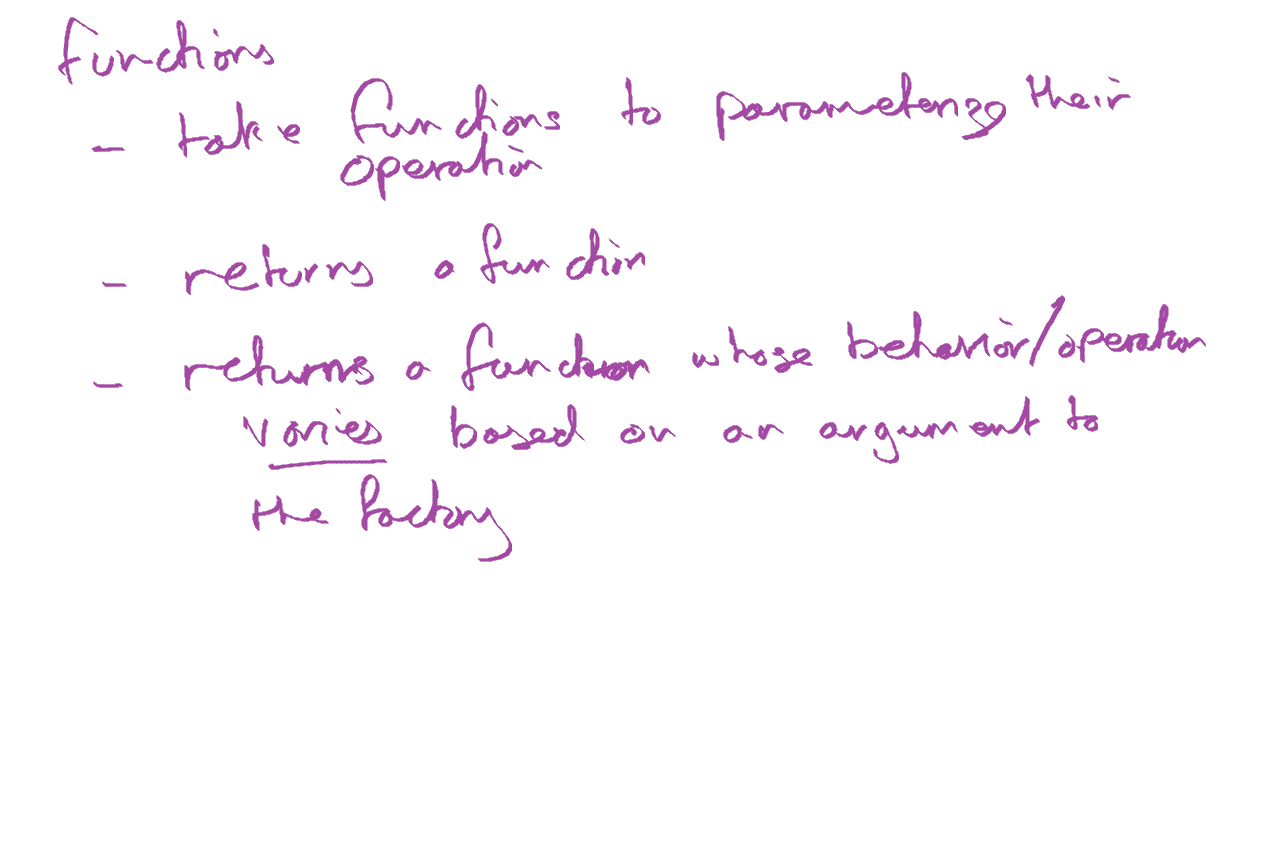 functions
- take functions to parameterize their
operation
- returns a function
- returns a function whose behavior/operation
varies based on an argument to
the factory